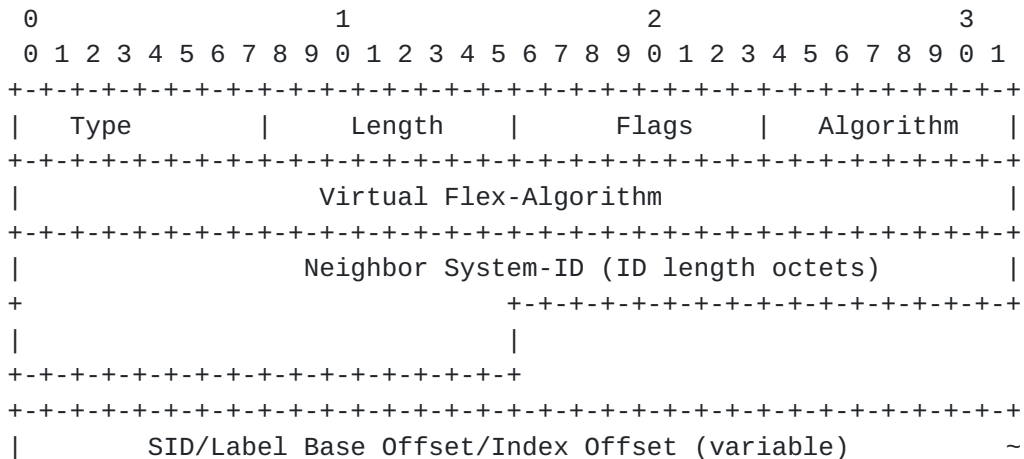 0                   1                   2                   3
 0 1 2 3 4 5 6 7 8 9 0 1 2 3 4 5 6 7 8 9 0 1 2 3 4 5 6 7 8 9 0 1
+-+-+-+-+-+-+-+-+-+-+-+-+-+-+-+-+-+-+-+-+-+-+-+-+-+-+-+-+-+-+-+-+
|   Type        |     Length    |      Flags    |   Algorithm   |
+-+-+-+-+-+-+-+-+-+-+-+-+-+-+-+-+-+-+-+-+-+-+-+-+-+-+-+-+-+-+-+-+
|                   Virtual Flex-Algorithm                      |
+-+-+-+-+-+-+-+-+-+-+-+-+-+-+-+-+-+-+-+-+-+-+-+-+-+-+-+-+-+-+-+-+
|                  Neighbor System-ID (ID length octets)        |
+                               +-+-+-+-+-+-+-+-+-+-+-+-+-+-+-+-+
|                               |
+-+-+-+-+-+-+-+-+-+-+-+-+-+-+-+-+
+-+-+-+-+-+-+-+-+-+-+-+-+-+-+-+-+-+-+-+-+-+-+-+-+-+-+-+-+-+-+-+-+
|        SID/Label Base Offset/Index Offset (variable)          ~